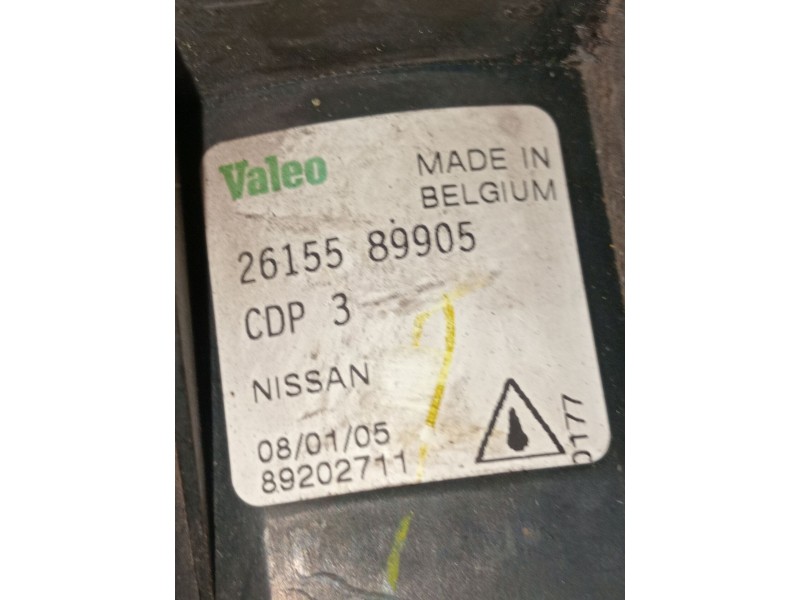 Valeo
MADE IN
BELGIUM
26155 89905
CDP 3
NISSAN
08/01/05
89202711
0177